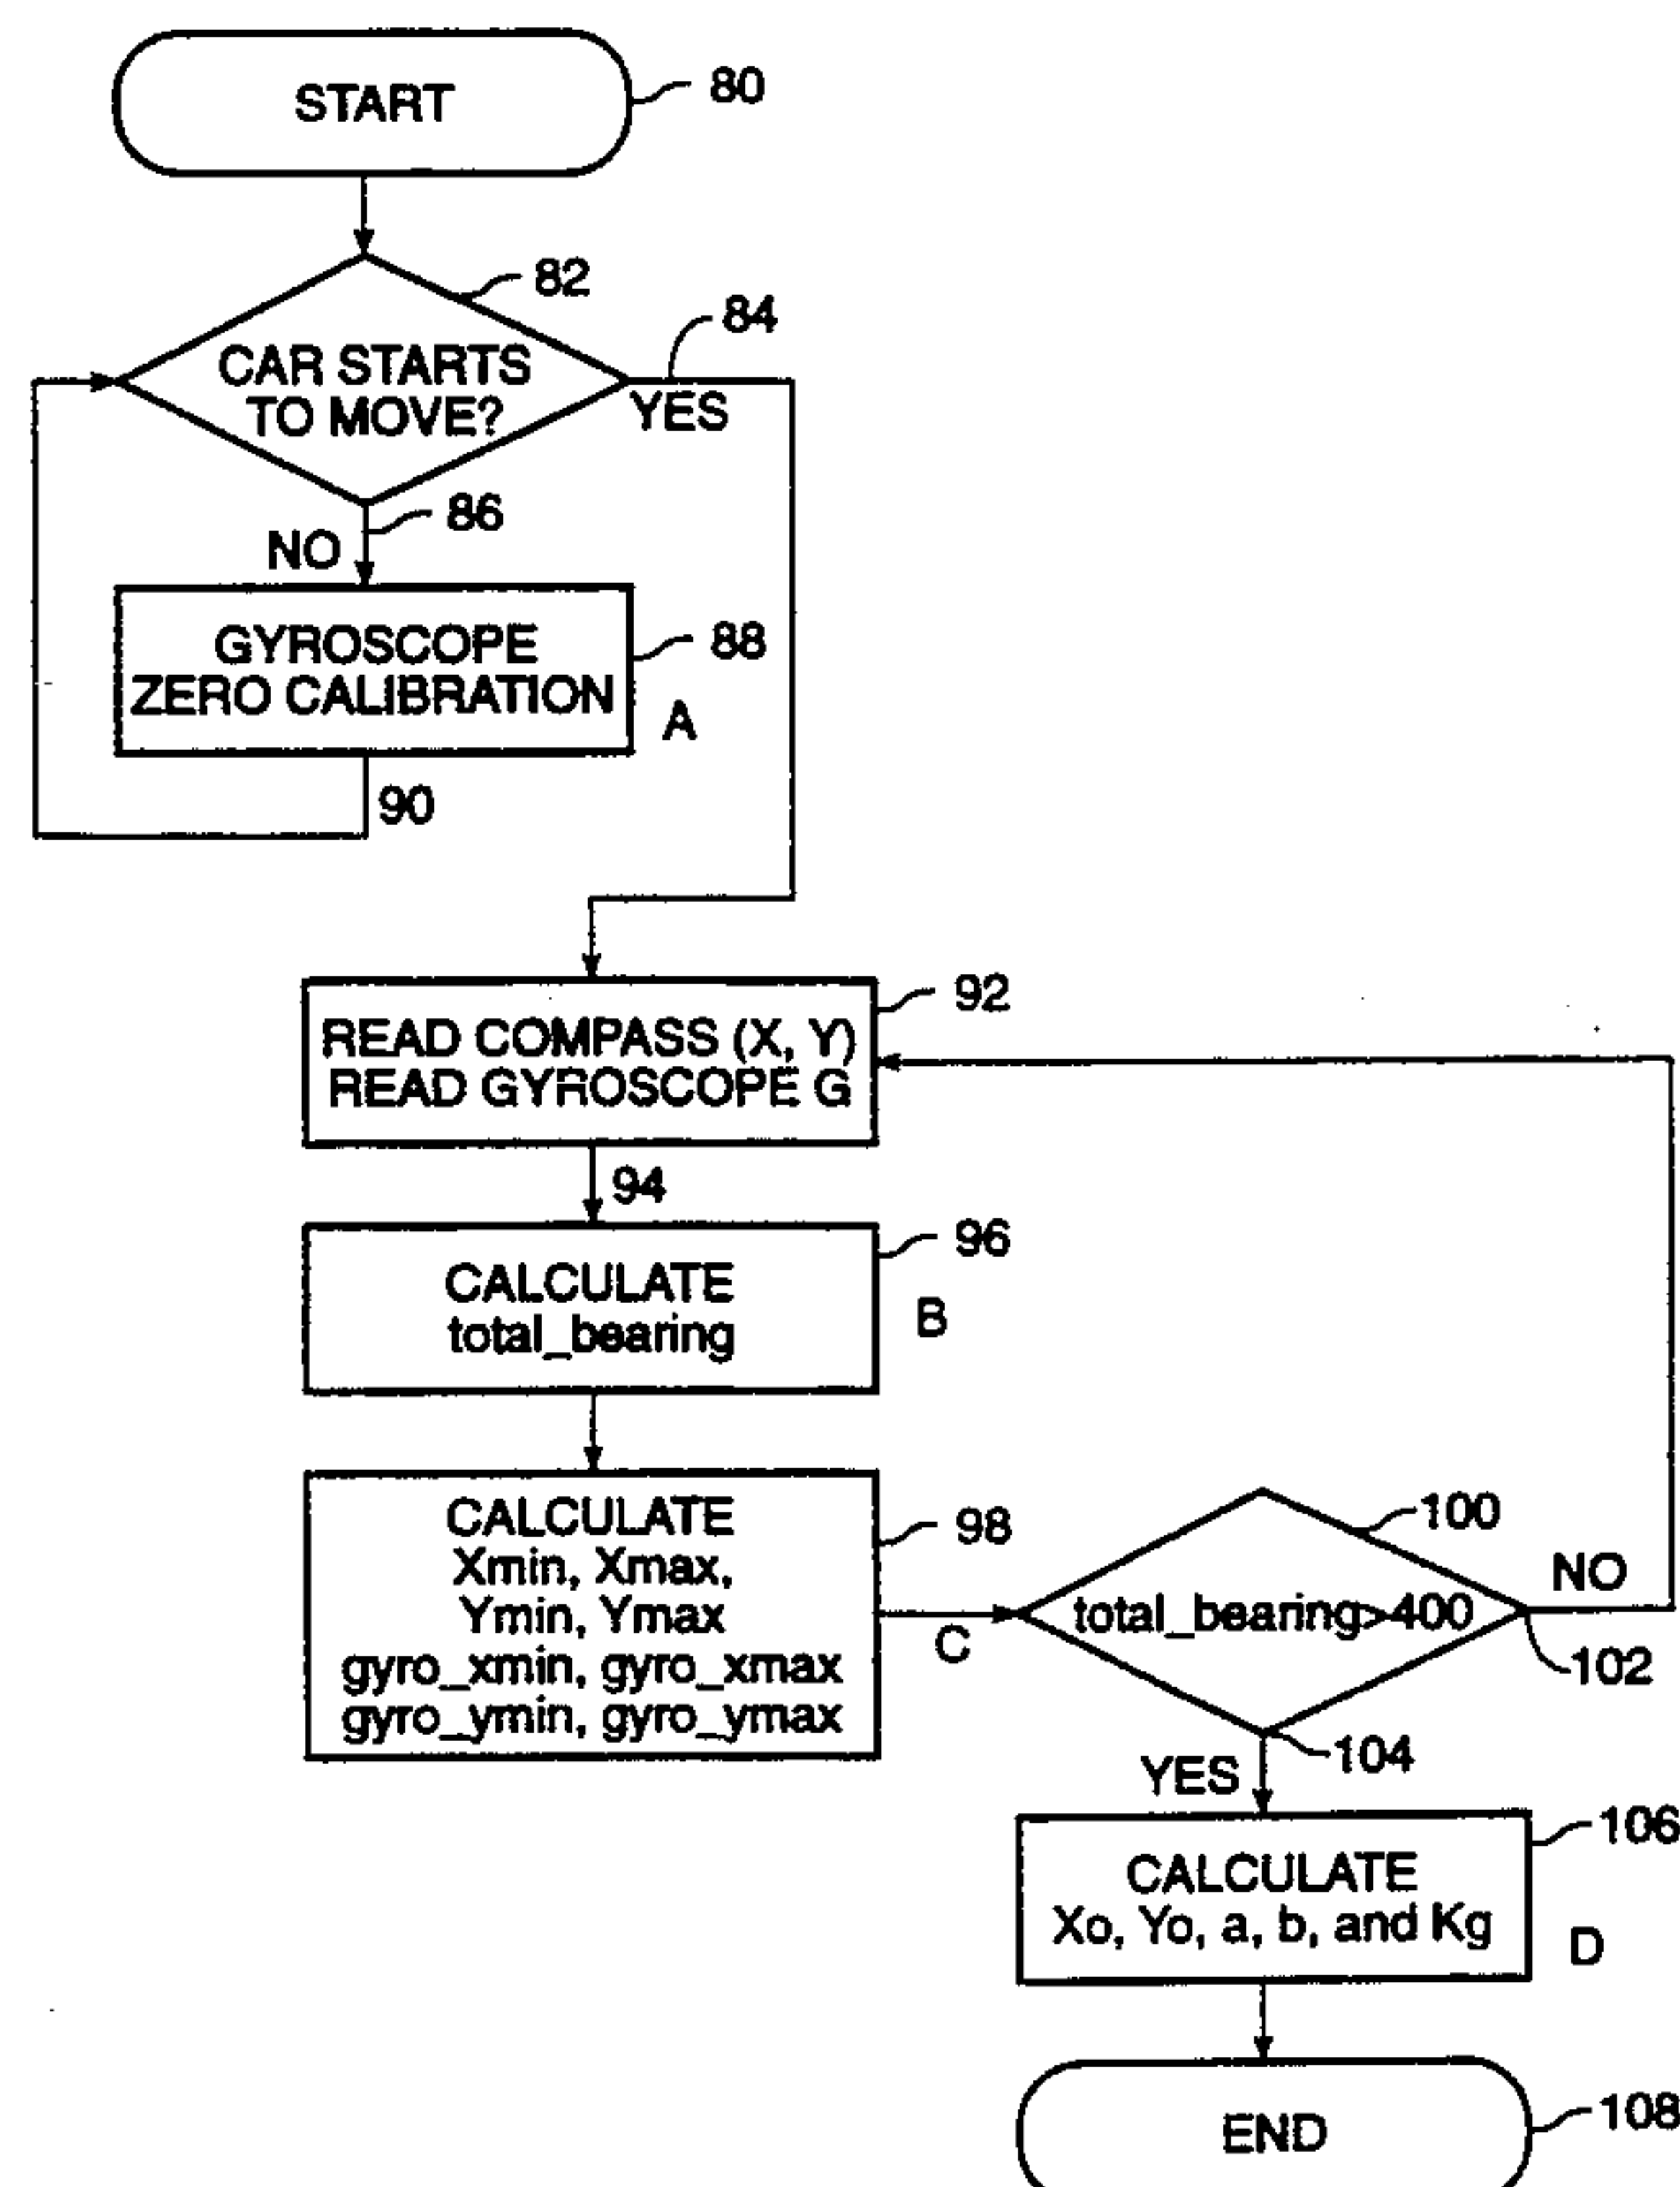 START
80
82
84
CAR STARTS
TO MOVE?
YES
86
NO
GYROSCOPE
ZERO CALIBRATION
88
A
90
92
READ COMPASS (X, Y)
READ GYROSCOPE G
94
96
CALCULATE
total_bearing
B
98
CALCULATE
Xmin, Xmax,
Ymin, Ymax
gyro_xmin, gyro_xmax
gyro_ymin, gyro_ymax
C
100
total_bearing>400
NO
102
104
YES
106
CALCULATE
Xo, Yo, a, b, and Kg
D
END
108